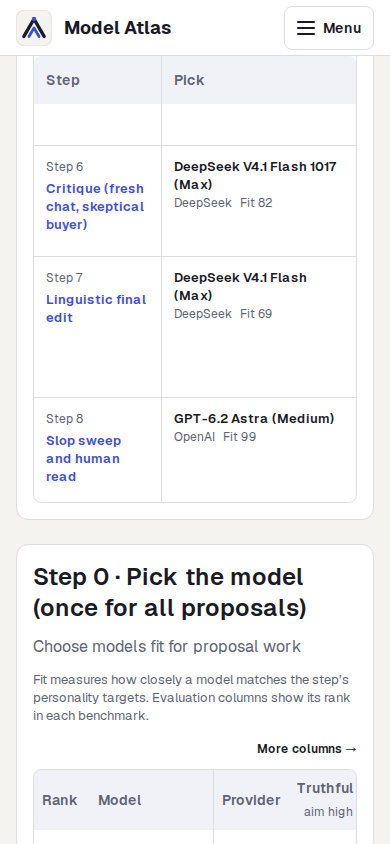 Model Atlas
Menu
Step
Pick
Step 6
Critique (fresh
chat, skeptical
buyer)
DeepSeek V4.1 Flash 1017
(Max)
DeepSeek Fit 82
Step 7
Linguistic final
edit
DeepSeek V4.1 Flash
(Max)
DeepSeek Fit 69
Step 8
Slop sweep
and human
read
GPT-6.2 Astra (Medium)
OpenAI Fit 99
Step 0 · Pick the model
(once for all proposals)
Choose models fit for proposal work
Fit measures how closely a model matches the step's
personality targets. Evaluation columns show its rank
in each benchmark.
More columns →
Rank
Model
Provider
Truthful
aim high